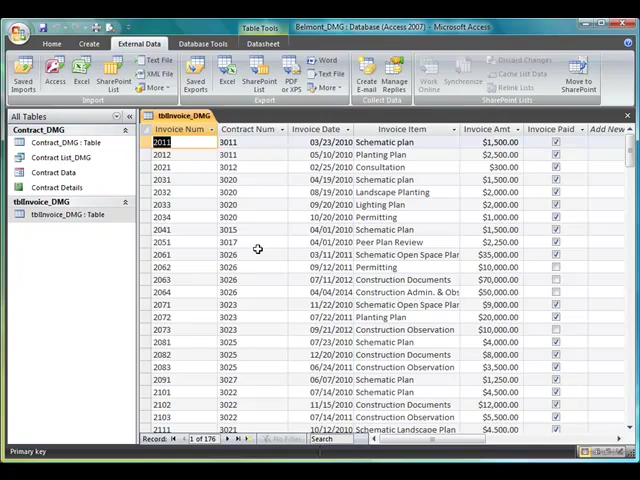 Table Tools
Belmont_DMG : Database (Access 2007) - Microsoft Access
Home Create External Data Database Tools Datasheet
Saved Imports
Access
Excel
SharePoint List
Text File
XML File
More
Import
Saved Exports
Excel
SharePoint List
PDF or XPS
Word
Text File
More
Export
Create E-mail
Manage Replies
Collect Data
Work Online
Synchronize
Discard Changes
Cache List Data
Relink Lists
Move to SharePoint
SharePoint Lists
All Tables
Contract_DMG
Contract_DMG : Table
Contract List_DMG
Contract Data
Contract Details
tblInvoice_DMG
tblInvoice_DMG : Table
tblInvoice_DMG
Invoice Num Contract Num Invoice Date Invoice Item Invoice Amt Invoice Paid Add New
2011 3011 03/23/2010 Schematic plan $1,500.00
2012 3011 05/10/2010 Planting Plan $2,500.00
2021 3012 02/23/2010 Consultation $300.00
2031 3020 04/19/2010 Schematic plan $1,500.00
2032 3020 08/19/2010 Landscape Planting $2,000.00
2033 3020 09/20/2010 Lighting Plan $2,000.00
2034 3020 10/20/2010 Permitting $1,000.00
2041 3015 04/01/2010 Schematic Plan $1,500.00
2051 3017 04/01/2010 Peer Plan Review $2,250.00
2061 3026 03/11/2011 Schematic Open Space Plan $35,000.00
2062 3026 09/12/2011 Permitting $10,000.00
2063 3026 02/23/2012 Construction Documents $70,000.00
2064 3026 04/04/2014 Construction Admin. & Obs $50,000.00
2071 3023 11/22/2010 Schematic Open Space Plan $9,000.00
2072 3023 07/22/2011 Planting Plan $20,000.00
2073 3023 09/21/2012 Construction Observation $10,000.00
2081 3025 06/23/2010 Schematic Plan $4,000.00
2082 3025 12/20/2010 Construction Documents $8,000.00
2083 3025 06/24/2011 Construction Observation $3,500.00
2091 3027 06/07/2010 Schematic Plan $1,250.00
2101 3022 07/14/2010 Schematic Plan $4,500.00
2102 3022 11/15/2010 Construction Documents $12,000.00
2103 3022 06/17/2011 Construction Observation $5,500.00
2111 3021 10/12/2010 Schematic Landscape Plan $4,500.00
Record: 1 of 176 No Filter Search
Primary key